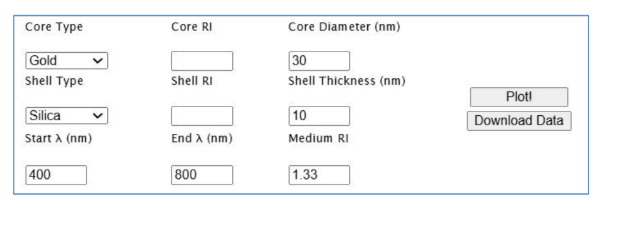 Core Type Core RI Core Diameter (nm)
Gold 30
Shell Type Shell RI Shell Thickness (nm)
Plot!
Silica 10
Download Data
Start λ (nm) End λ (nm) Medium RI
400 800 1.33